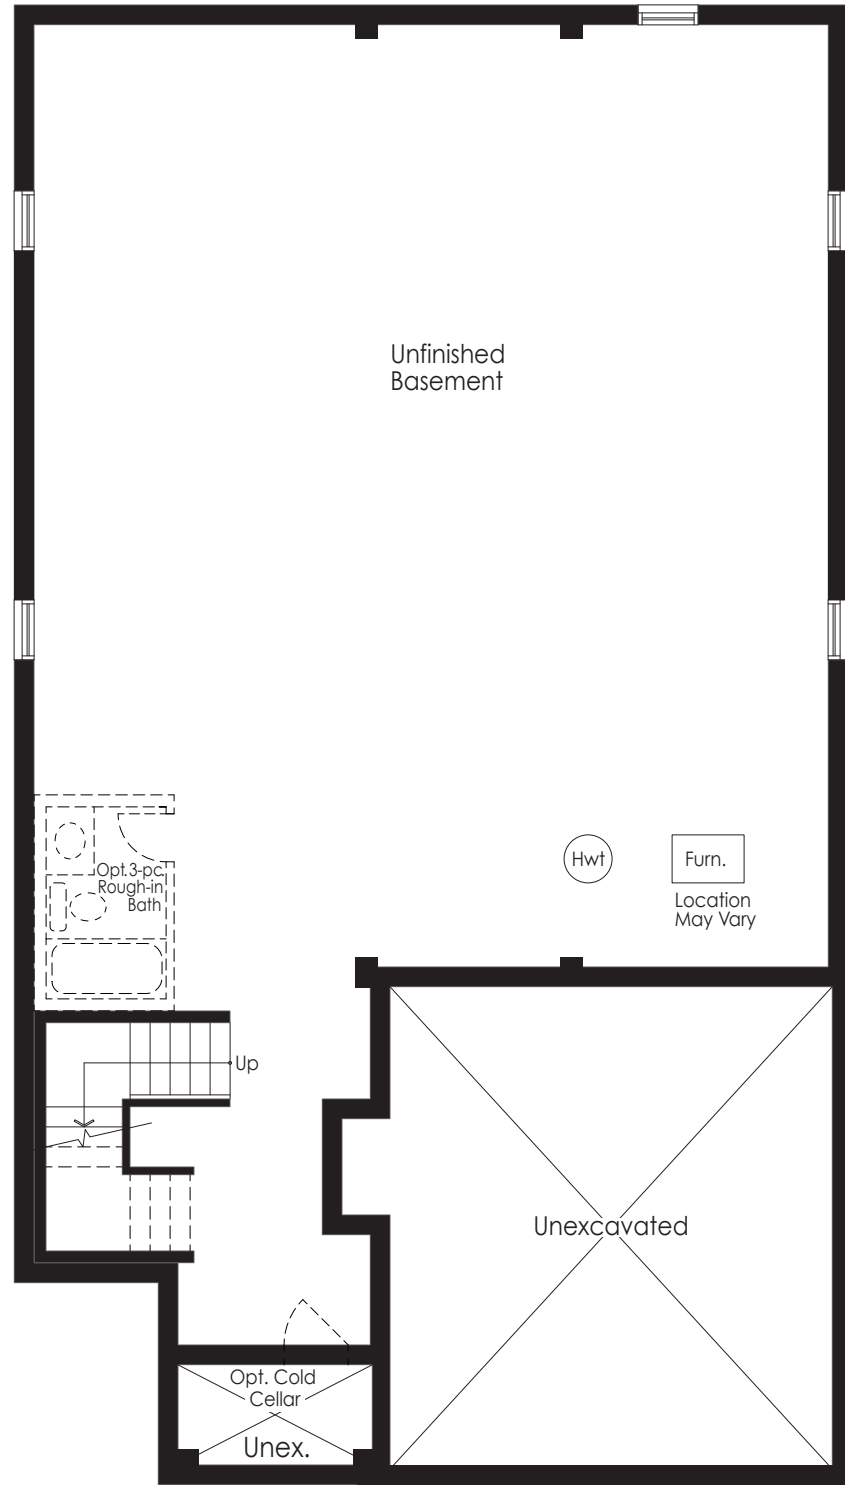 Unfinished
Basement
Hwt
Furn.
Location
May Vary
Opt.3-pc.
Rough-in
Bath
Up
Unexcavated
Opt. Cold
Cellar
Unex.